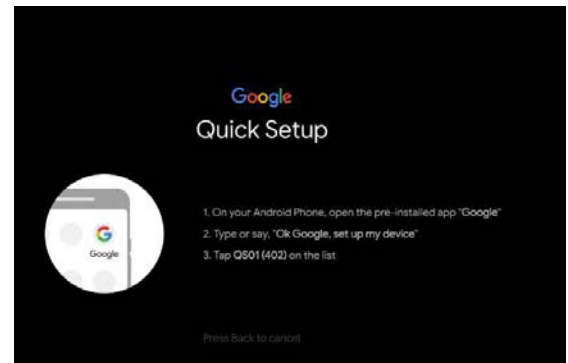 Google
Quick Setup
1. On your Android Phone, open the pre-installed app "Google"
2. Type or say, "Ok Google, set up my device"
Google
3. Tap QS01 (402) on the list
Press Back to cancel